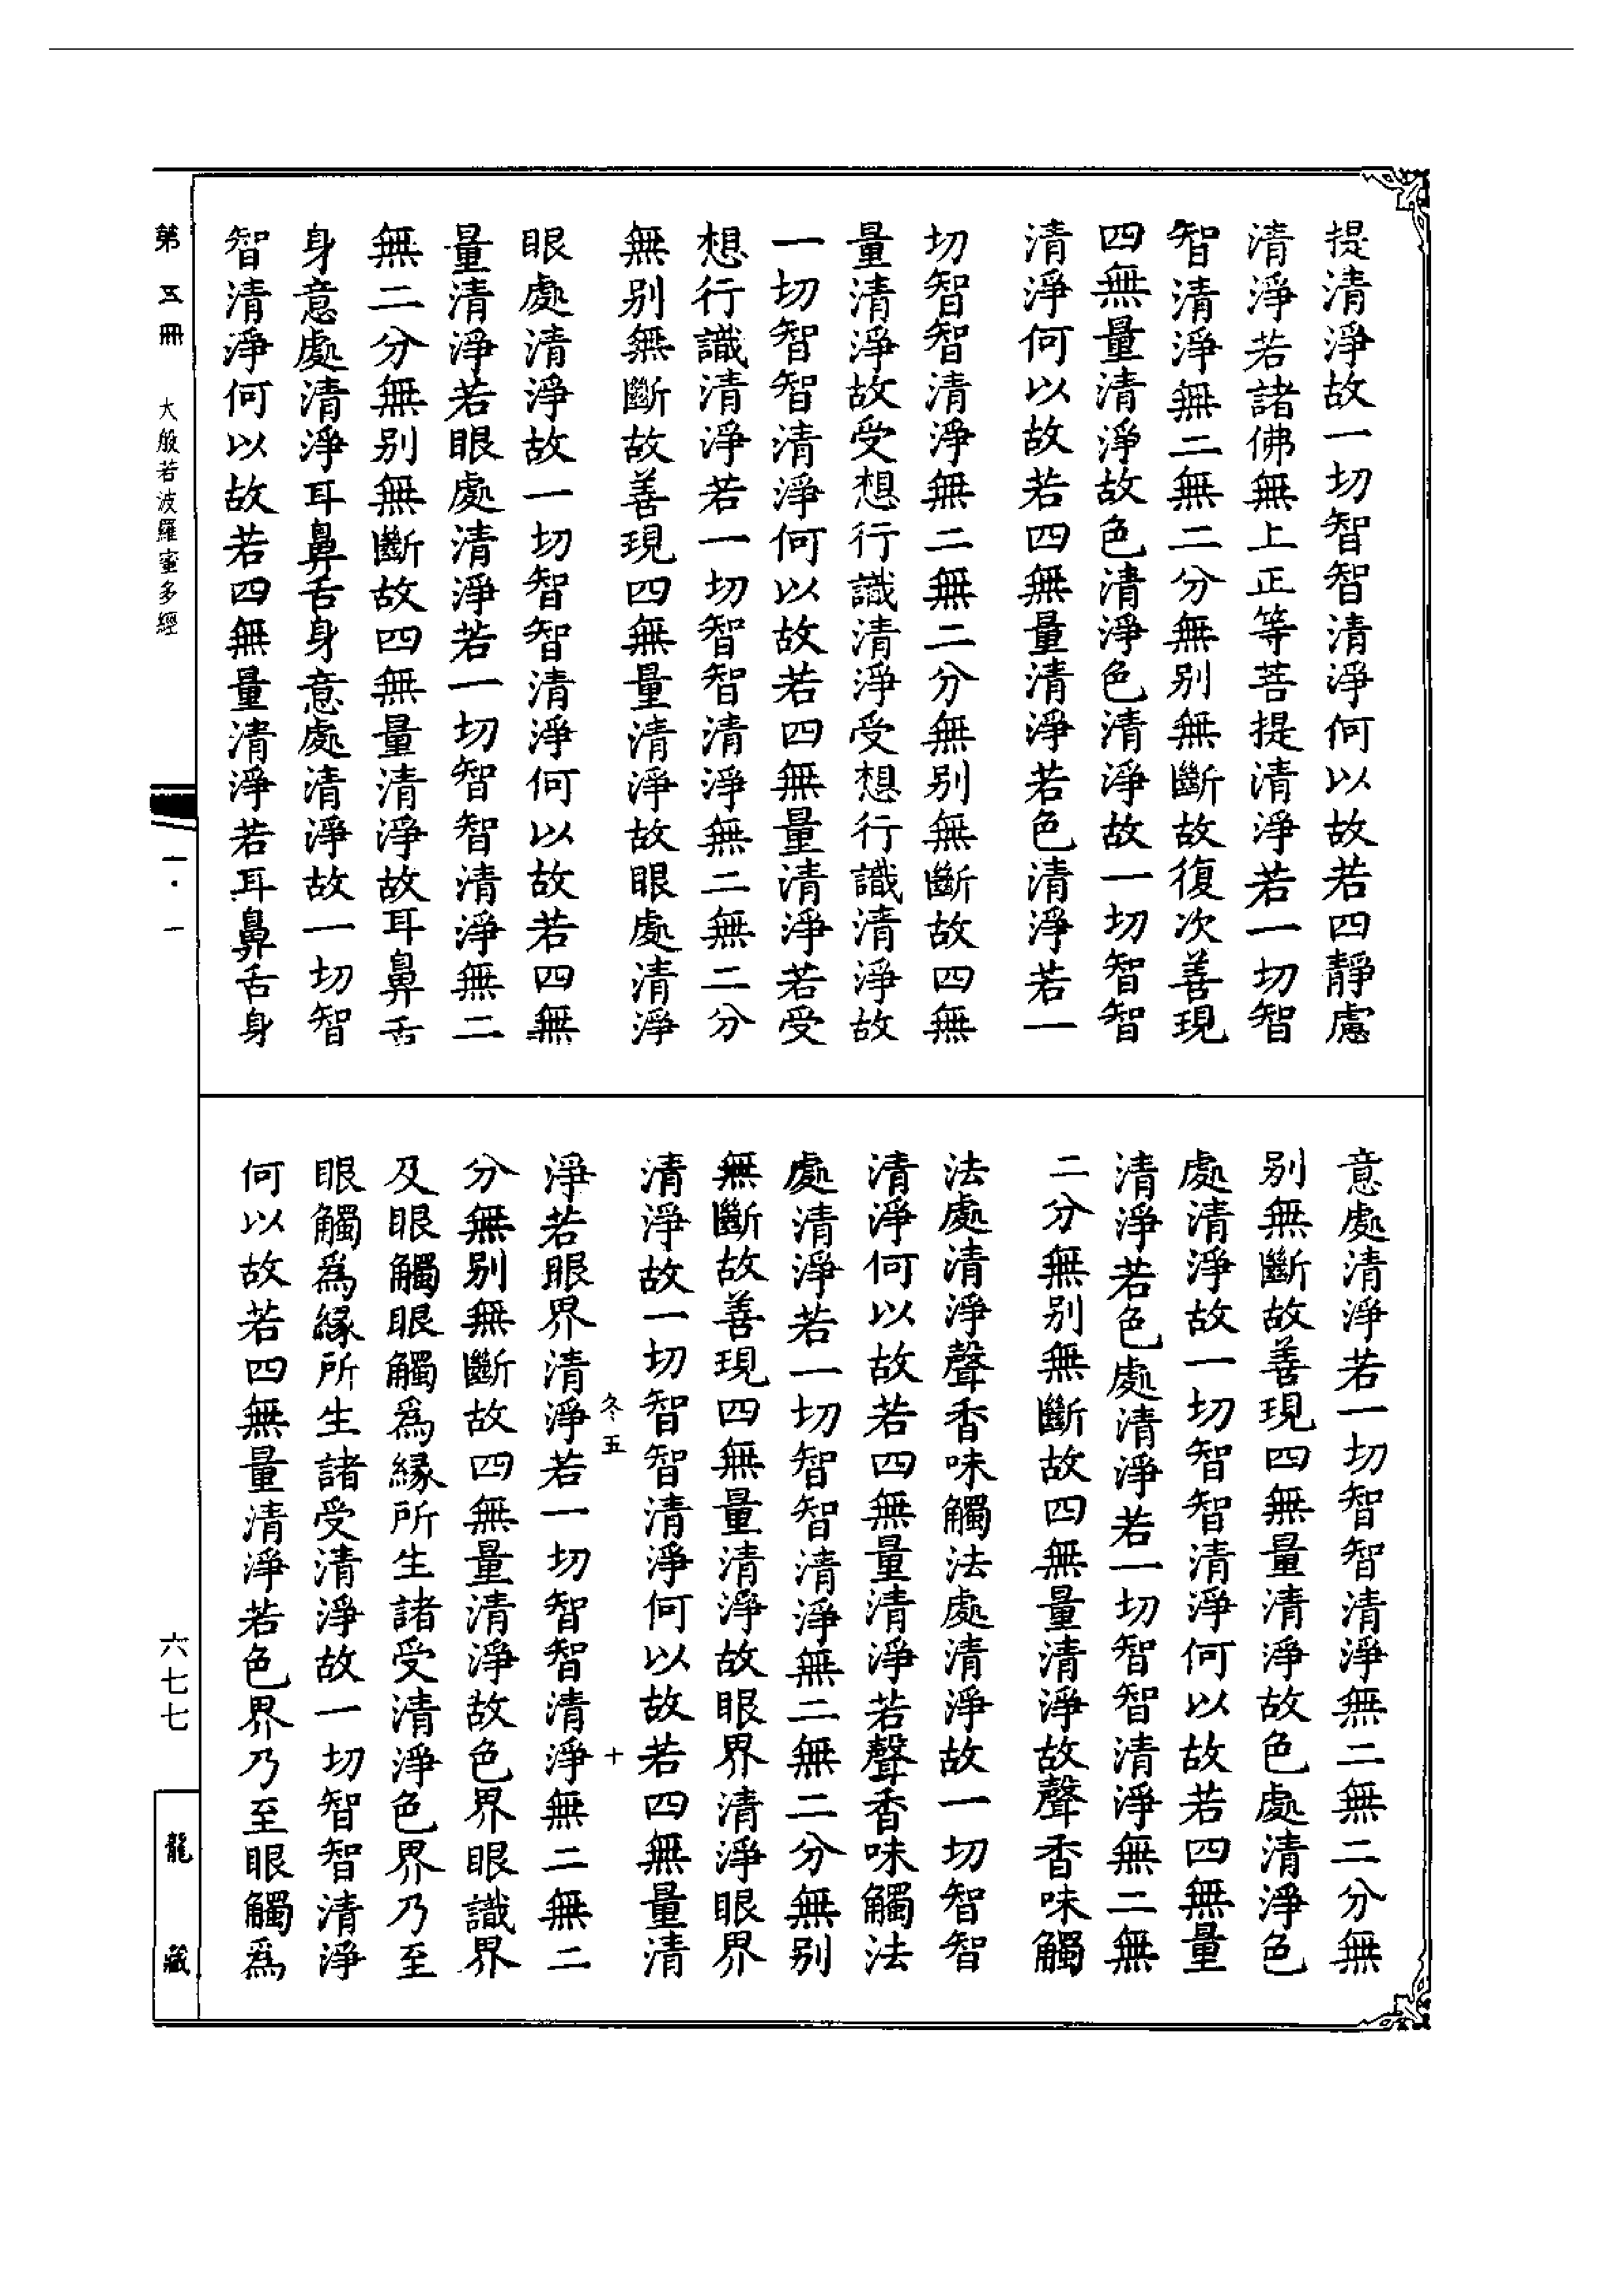 提清淨故一切智智清淨何以故若四靜慮
清淨若諸佛無上正等菩提清淨若一切智
智清淨無二無二分無別無斷故復次善現
四無量清淨故色清淨色清淨故一切智智
清淨何以故若四無量清淨若色清淨若一
切智智清淨無二無二分無別無斷故四無
量清淨故受想行識清淨受想行識清淨故
一切智智清淨何以故若四無量清淨若受
想行識清淨若一切智智清淨無二無二分
無別無斷故善現四無量清淨故眼處清淨
眼處清淨故一切智智清淨何以故若四無
量清淨若眼處清淨若一切智智清淨無二
無二分無別無斷故四無量清淨故耳鼻舌
身意處清淨耳鼻舌身意處清淨故一切智
智清淨何以故若四無量清淨若耳鼻舌身
意處清淨若一切智智清淨無二無二分無
別無斷故善現四無量清淨故色處清淨色
處清淨故一切智智清淨何以故若四無量
清淨若色處清淨若一切智智清淨無二無
二分無別無斷故四無量清淨故聲香味觸
法處清淨聲香味觸法處清淨故一切智智
清淨何以故若四無量清淨若聲香味觸法
處清淨若一切智智清淨無二無二分無別
無斷故善現四無量清淨故眼界清淨眼界
清淨故一切智智清淨何以故若四無量清
冬五 十
淨若眼界清淨若一切智智清淨無二無二
分無別無斷故四無量清淨故色界眼識界
及眼觸眼觸為緣所生諸受清淨色界乃至
眼觸為緣所生諸受清淨故一切智智清淨
何以故若四無量清淨若色界乃至眼觸為
第五冊 大般若波羅蜜多經
一·一
六七七
龍藏